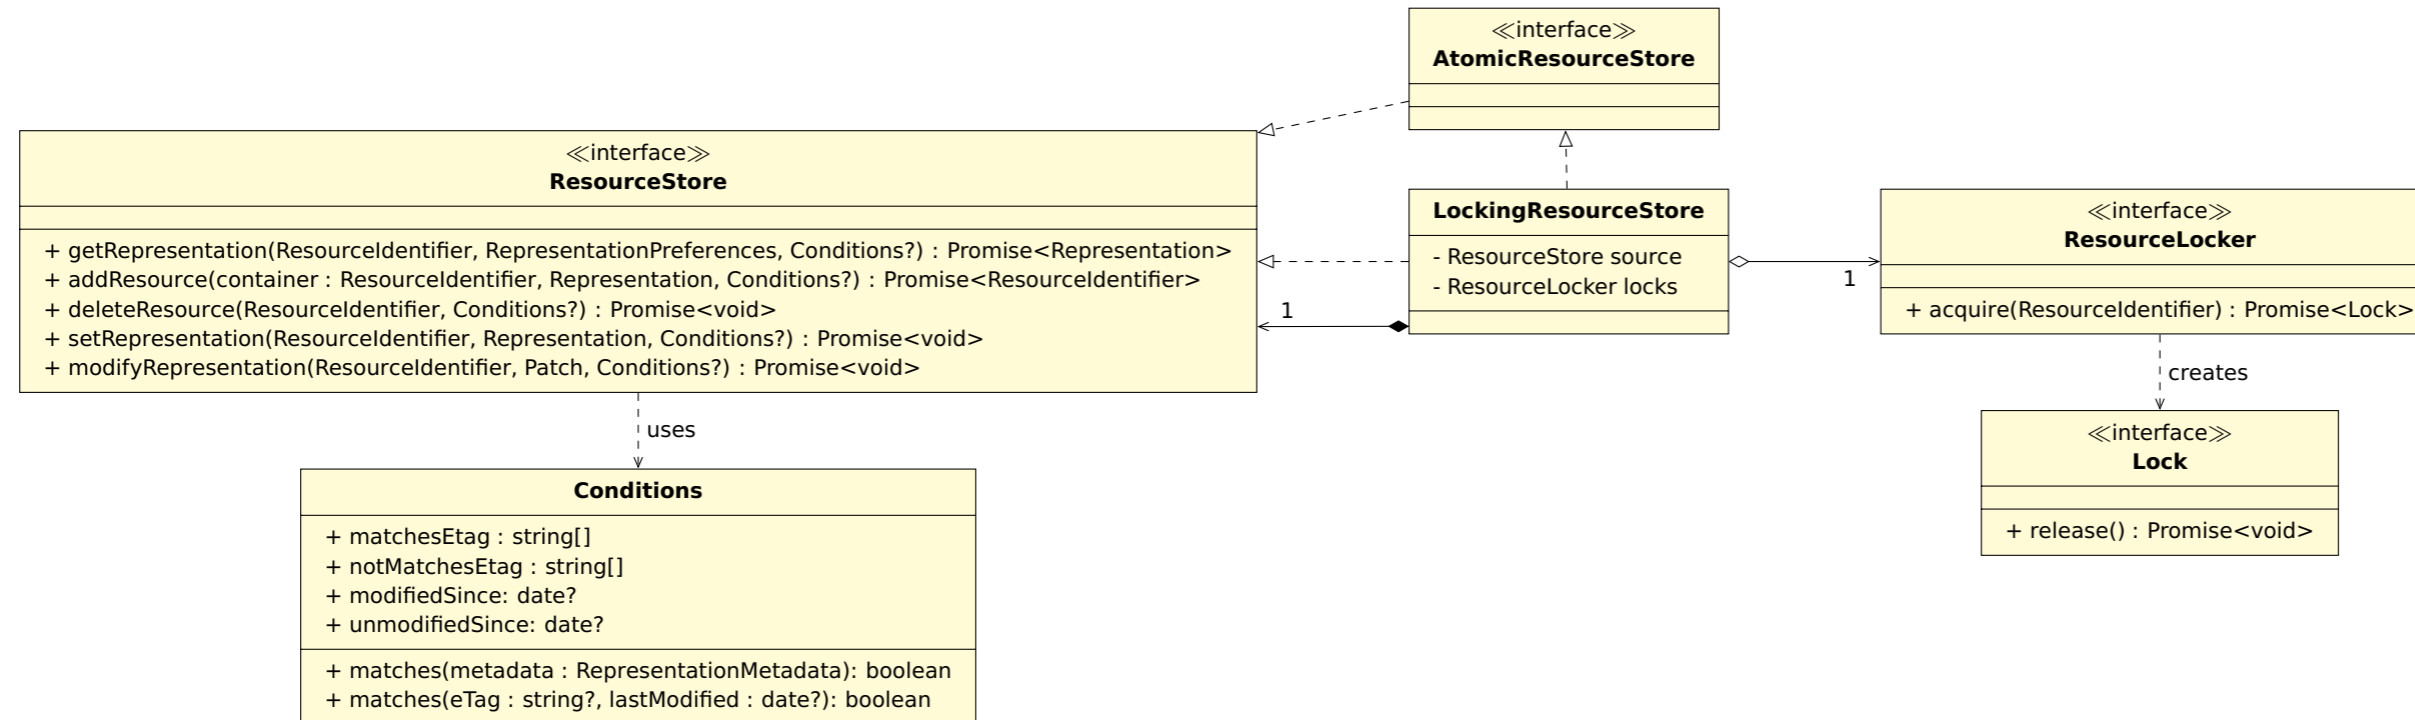 ≪interface≫
AtomicResourceStore
≪interface≫
ResourceStore
+ getRepresentation(ResourceIdentifier, RepresentationPreferences, Conditions?) : Promise<Representation>
+ addResource(container : ResourceIdentifier, Representation, Conditions?) : Promise<ResourceIdentifier>
+ deleteResource(ResourceIdentifier, Conditions?) : Promise<void>
+ setRepresentation(ResourceIdentifier, Representation, Conditions?) : Promise<void>
+ modifyRepresentation(ResourceIdentifier, Patch, Conditions?) : Promise<void>
1
LockingResourceStore
- ResourceStore source
- ResourceLocker locks
1
≪interface≫
ResourceLocker
+ acquire(ResourceIdentifier) : Promise<Lock>
creates
≪interface≫
Lock
+ release() : Promise<void>
uses
Conditions
+ matchesEtag : string[]
+ notMatchesEtag : string[]
+ modifiedSince: date?
+ unmodifiedSince: date?
+ matches(metadata : RepresentationMetadata): boolean
+ matches(eTag : string?, lastModified : date?): boolean